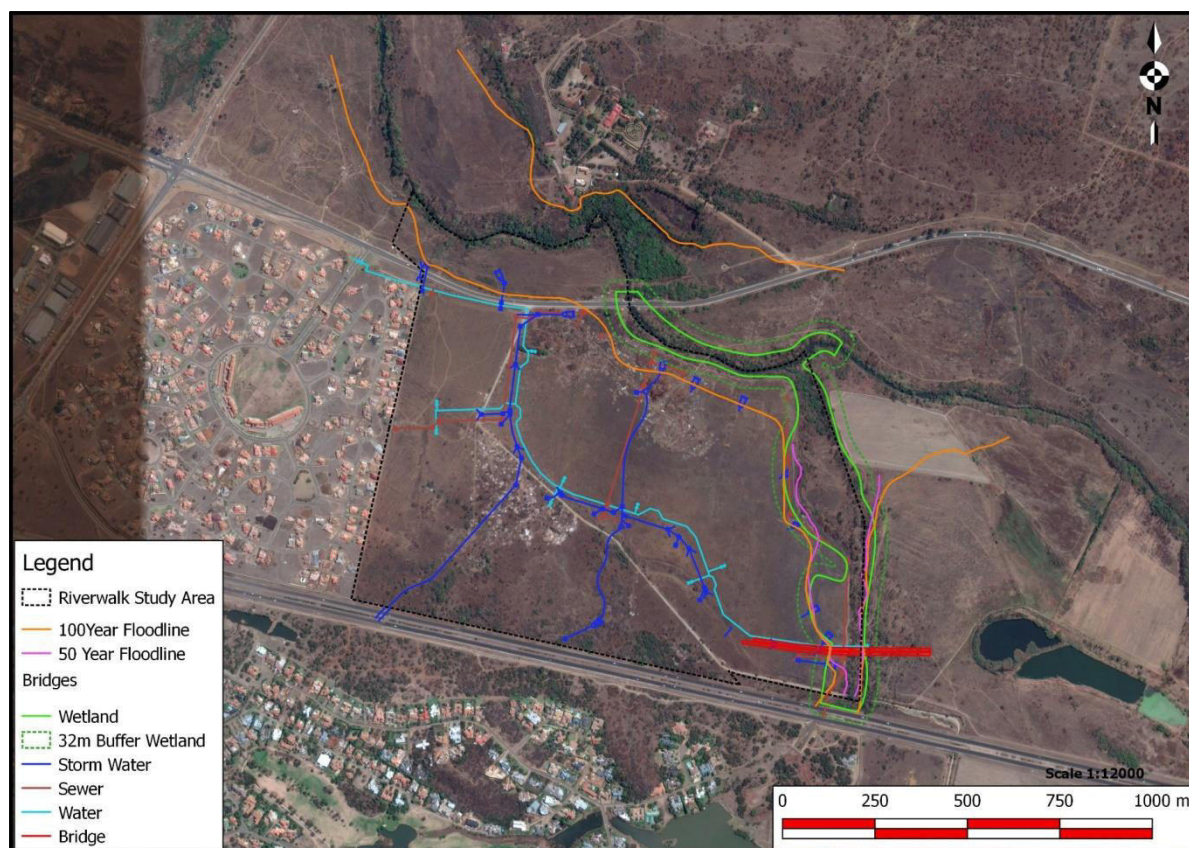 N
Legend
Riverwalk Study Area
100Year Floodline
50 Year Floodline
Bridges
Wetland
32m Buffer Wetland
Storm Water
Sewer
Water
Bridge
Scale 1:12000
0 250 500 750 1000 m